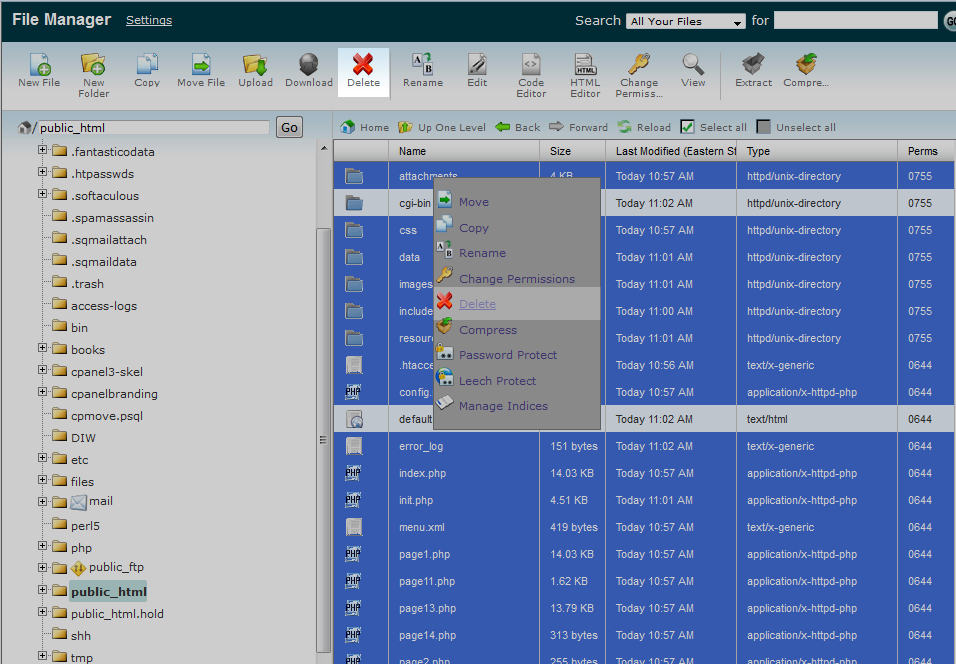 File Manager Settings Search All Your Files for Go
New File New Folder Copy Move File Upload Download Delete Rename Edit Code Editor HTML Editor Change Permiss... View Extract Compre...
/ public_html Go
Home Up One Level Back Forward Reload Select all Unselect all
.fantasticodata
.htpasswds
.softaculous
.spamassassin
.sqmailattach
.sqmaildata
.trash
access-logs
bin
books
cpanel3-skel
cpanelbranding
cpmove.psql
DIW
etc
files
mail
perl5
php
public_ftp
public_html
public_html.hold
shh
tmp
Name Size Last Modified (Eastern St Type Perms
attachments 4 KB Today 10:57 AM httpd/unix-directory 0755
cgi-bin Today 11:02 AM httpd/unix-directory 0755
css Today 10:57 AM httpd/unix-directory 0755
data Today 11:01 AM httpd/unix-directory 0755
images Today 11:01 AM httpd/unix-directory 0755
include Today 11:00 AM httpd/unix-directory 0755
resour Today 11:01 AM httpd/unix-directory 0755
.htacce Today 10:56 AM text/x-generic 0644
config. Today 10:57 AM application/x-httpd-php 0644
default Today 11:02 AM text/html 0644
error_log 151 bytes Today 11:02 AM text/x-generic 0644
index.php 14.03 KB Today 10:57 AM application/x-httpd-php 0644
init.php 4.51 KB Today 11:01 AM application/x-httpd-php 0644
menu.xml 419 bytes Today 10:57 AM text/x-generic 0644
page1.php 14.03 KB Today 10:57 AM application/x-httpd-php 0644
page11.php 1.62 KB Today 10:57 AM application/x-httpd-php 0644
page13.php 13.79 KB Today 10:57 AM application/x-httpd-php 0644
page14.php 313 bytes Today 10:57 AM application/x-httpd-php 0644
page2.php 255 bytes Today 10:57 AM application/x-httpd-php 0644
Move
Copy
Rename
Change Permissions
Delete
Compress
Password Protect
Leech Protect
Manage Indices